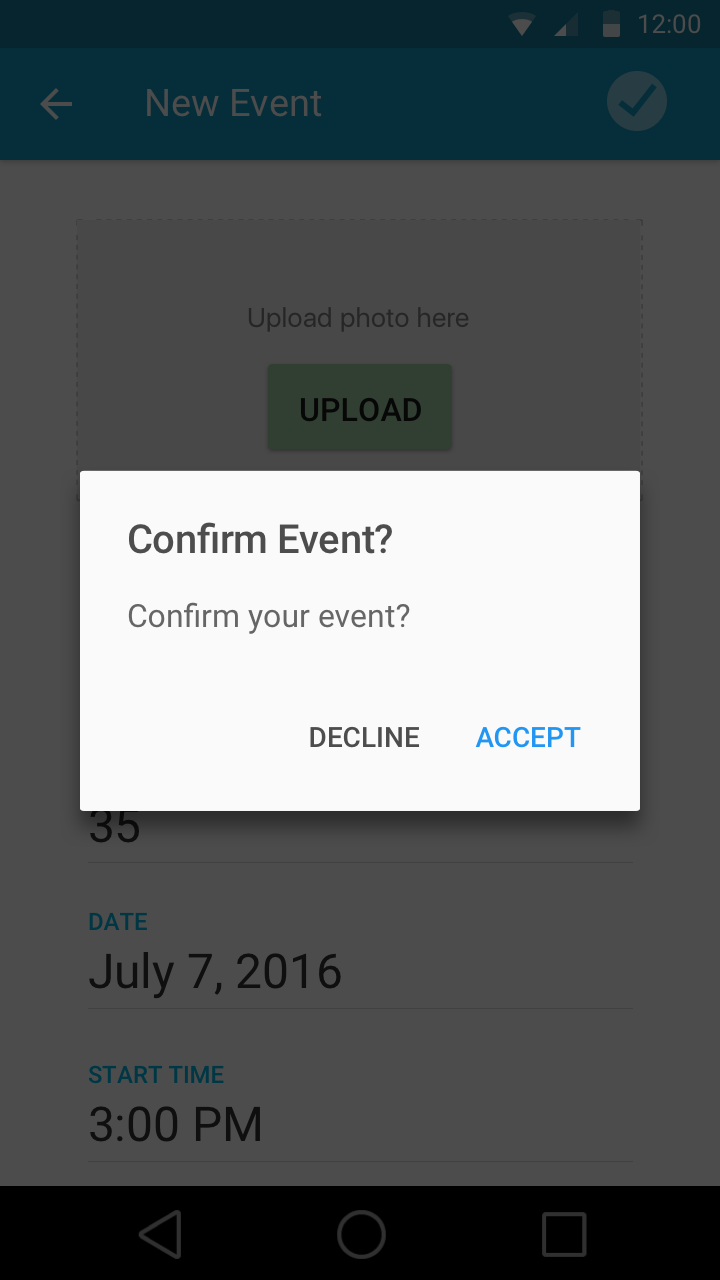 12:00
New Event
Upload photo here
UPLOAD
Confirm Event?
Confirm your event?
DECLINE ACCEPT
35
DATE
July 7, 2016
START TIME
3:00 PM